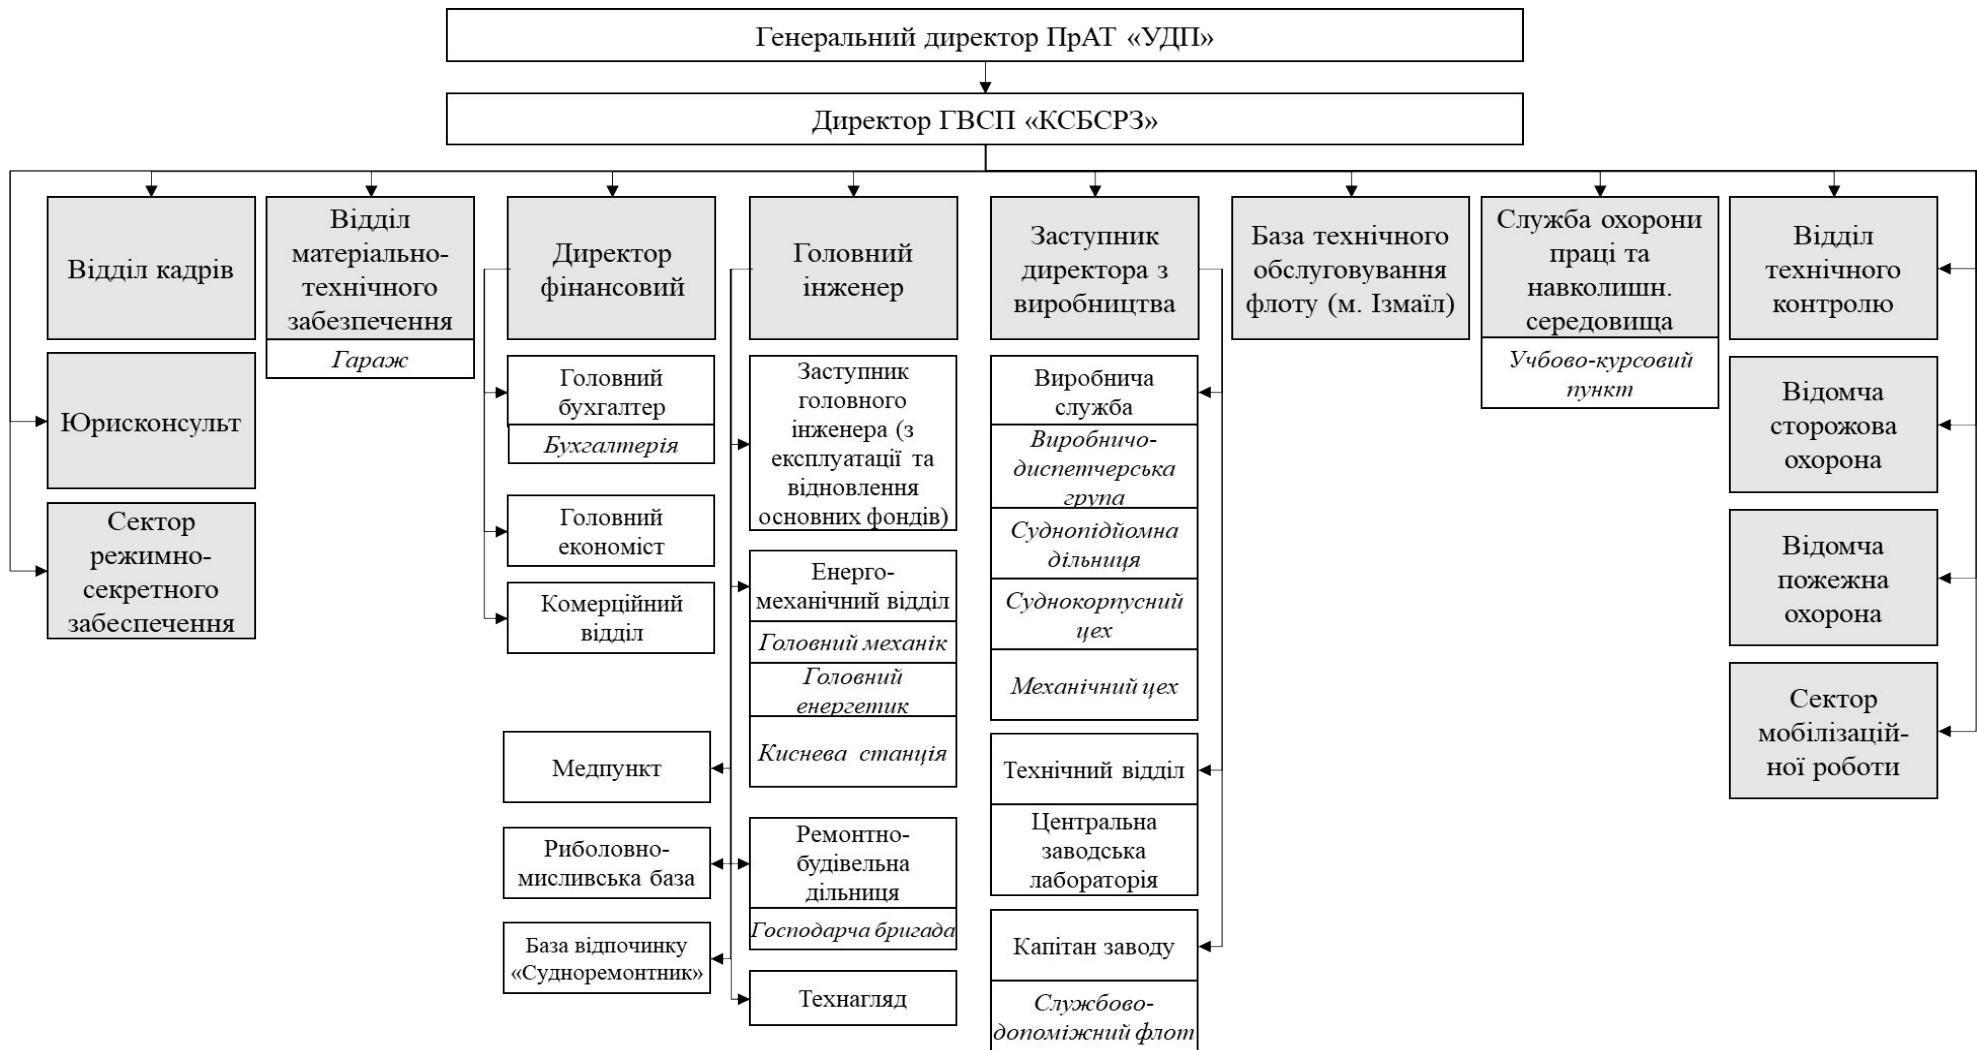 Генеральний директор ПрАТ «УДП»
Директор ГВСП «КСБСРЗ»
Відділ кадрів
Юрисконсульт
Сектор
режимно-
секретного
забеспечення
Відділ
матеріально-
технічного
забезпечення
Гараж
Директор
фінансовий
Головний
бухгалтер
Бухгалтерія
Головний
економіст
Комерційний
відділ
Медпункт
Риболовно-
мисливська база
База відпочинку
«Судноремонтник»
Головний
інженер
Заступник
головного
інженера (з
експлуатації та
відновлення
основних фондів)
Енерго-
механічний відділ
Головний механік
Головний
енергетик
Киснева станція
Ремонтно-
будівельна
дільниця
Господарча бригада
Технагляд
Заступник
директора з
виробництва
Виробнича
служба
Виробничо-
диспетчерська
група
Суднопідйомна
дільниця
Суднокорпусний
цех
Механічний цех
Технічний відділ
Центральна
заводська
лабораторія
Капітан заводу
Службово-
допоміжний флот
База технічного
обслуговування
флоту (м. Ізмаїл)
Служба охорони
праці та
навколишн.
середовища
Учбово-курсовий
пункт
Відділ
технічного
контролю
Відомча
сторожова
охорона
Відомча
пожежна
охорона
Сектор
мобілізацій-
ної роботи